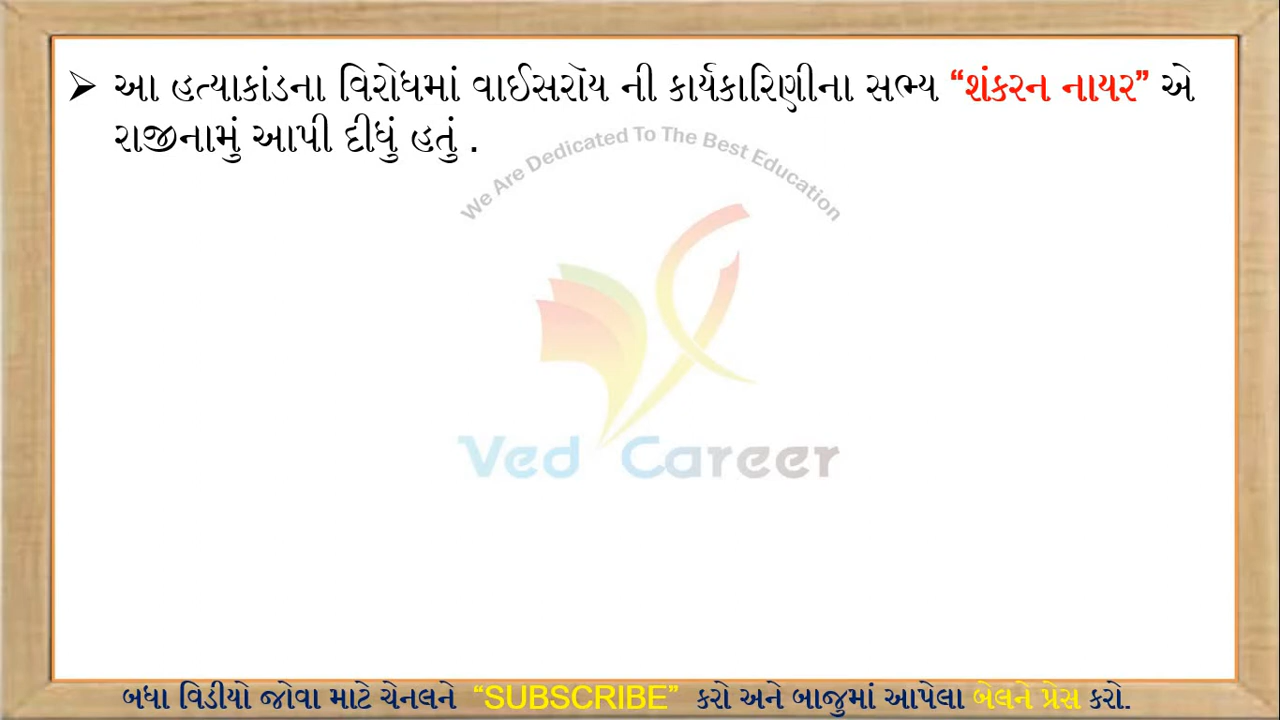 ➢ આ હત્યાકાંડના વિરોધમાં વાઈસરૉય ની કાર્યકારિણીના સભ્ય “શંકરન નાયર” એ
રાજીનામું આપી દીધું હતું .
We Are Dedicated To The Best Education
Ved Career
બધા વિડીયો જોવા માટે ચેનલને “SUBSCRIBE” કરો અને બાજુમાં આપેલા બેલને પ્રેસ કરો.